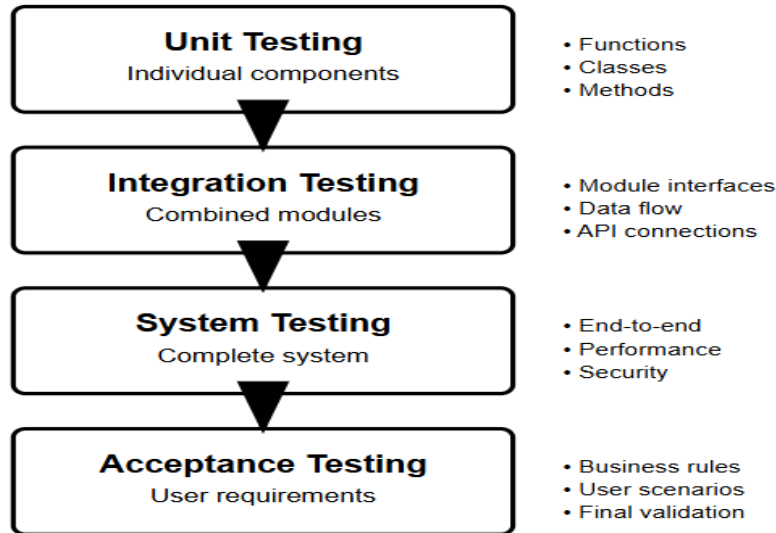 Unit Testing
Individual components
• Functions
• Classes
• Methods
Integration Testing
Combined modules
• Module interfaces
• Data flow
• API connections
System Testing
Complete system
• End-to-end
• Performance
• Security
Acceptance Testing
User requirements
• Business rules
• User scenarios
• Final validation